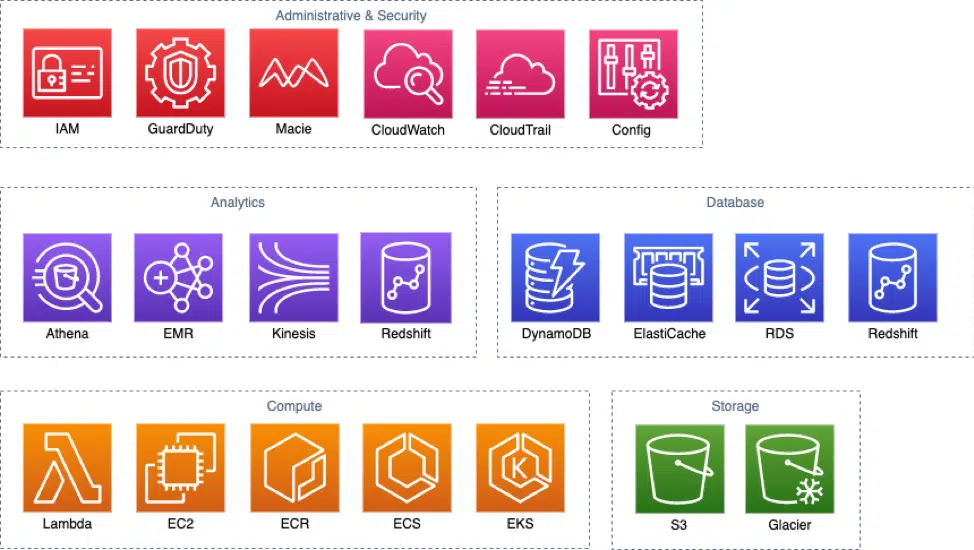 Administrative & Security
IAM
GuardDuty
Macie
CloudWatch
CloudTrail
Config
Analytics
Athena
EMR
Kinesis
Redshift
Database
DynamoDB
ElastiCache
RDS
Redshift
Compute
Lambda
EC2
ECR
ECS
K
EKS
Storage
S3
Glacier